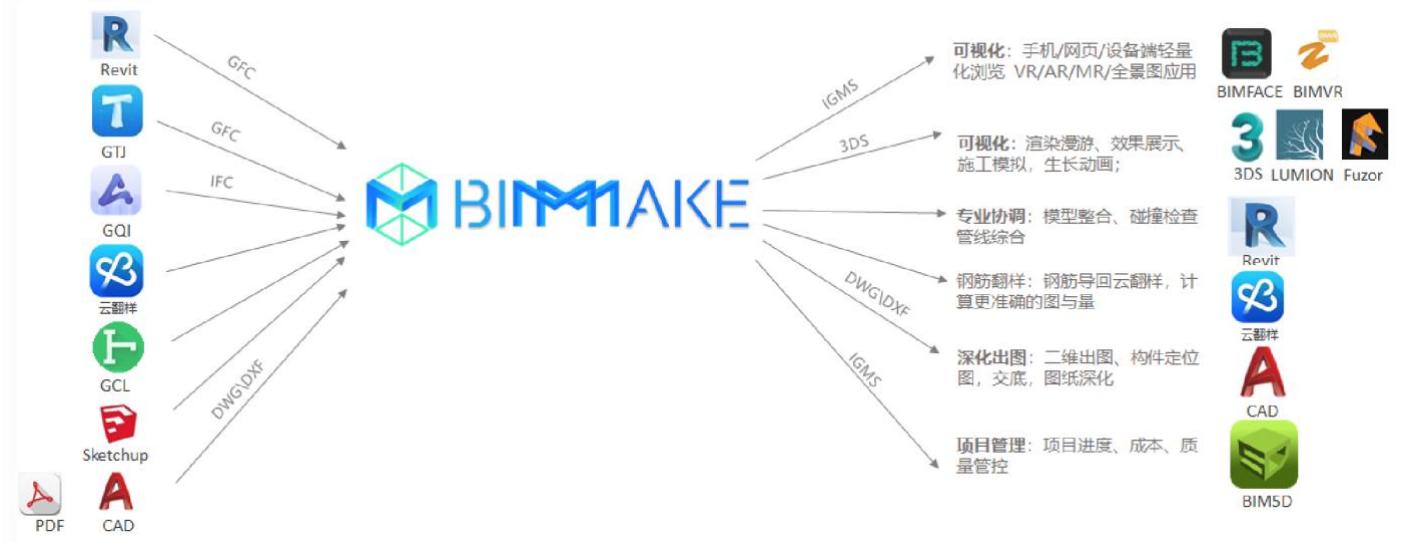 Revit
GFC
GTJ
GFC
GQI
IFC
云翻样
GCL
Sketchup
DWG\DXF
PDF
CAD
BIMMAKE
IGMS
可视化：手机/网页/设备端轻量
化浏览 VR/AR/MR/全景图应用
BIMFACE
BIMVR
3DS
可视化：渲染漫游、效果展示、
施工模拟，生长动画；
3DS
LUMION
Fuzor
专业协调：模型整合、碰撞检查
管线综合
Revit
钢筋翻样：钢筋导回云翻样，计
算更准确的图与量
云翻样
DWG\DXF
深化出图：二维出图、构件定位
图，交底，图纸深化
CAD
IGMS
项目管理：项目进度、成本、质
量管控
BIM5D